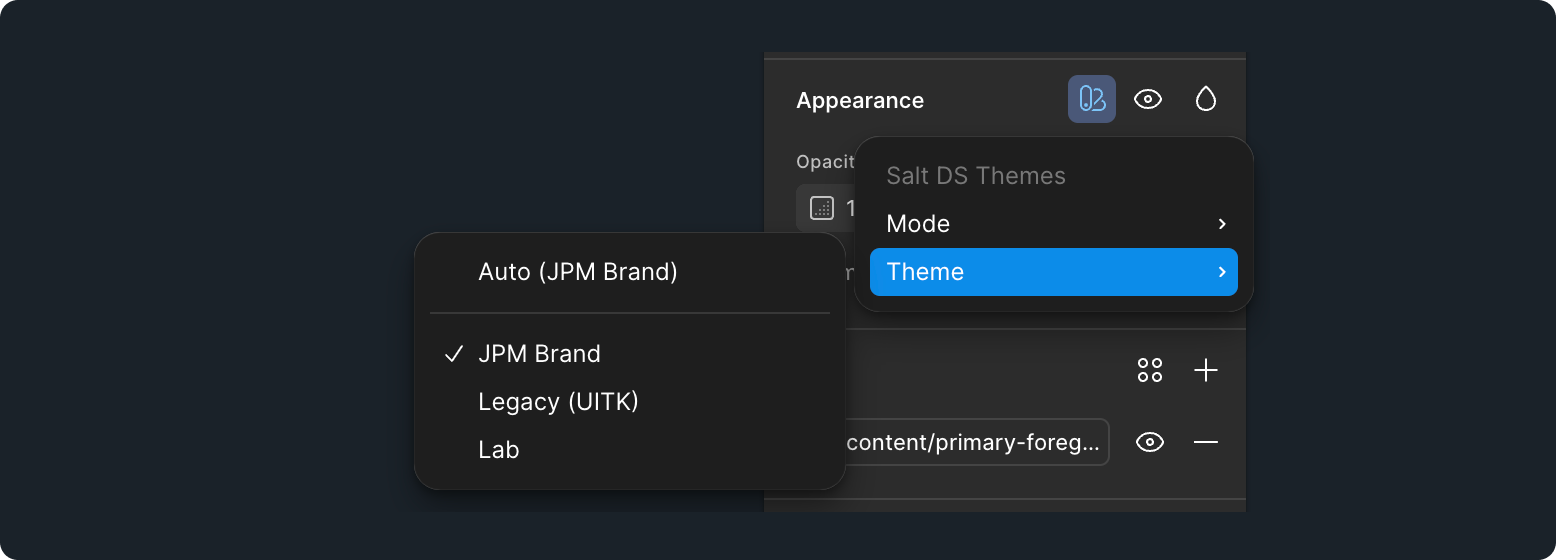 Appearance
Salt DS Themes
Mode
Theme
Auto (JPM Brand)
JPM Brand
Legacy (UITK)
Lab
content/primary-foreg...